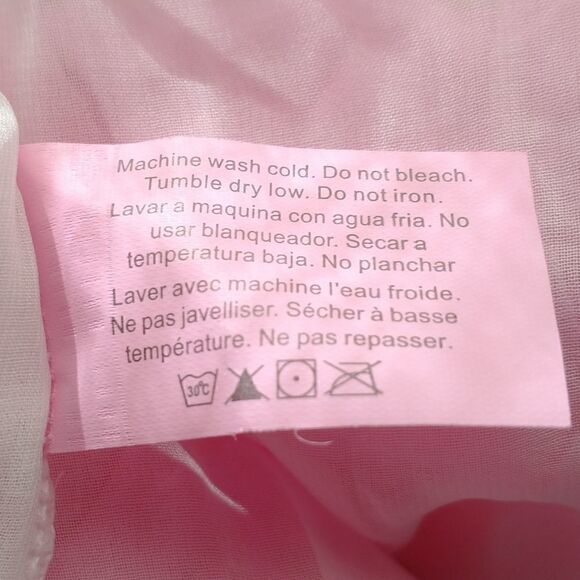 Machine wash cold. Do not bleach.
Tumble dry low. Do not iron.
Lavar a maquina con agua fria. No
usar blanqueador. Secar a
temperatura baja. No planchar
Laver avec machine l'eau froide.
Ne pas javelliser. Sécher à basse
température. Ne pas repasser.
30℃